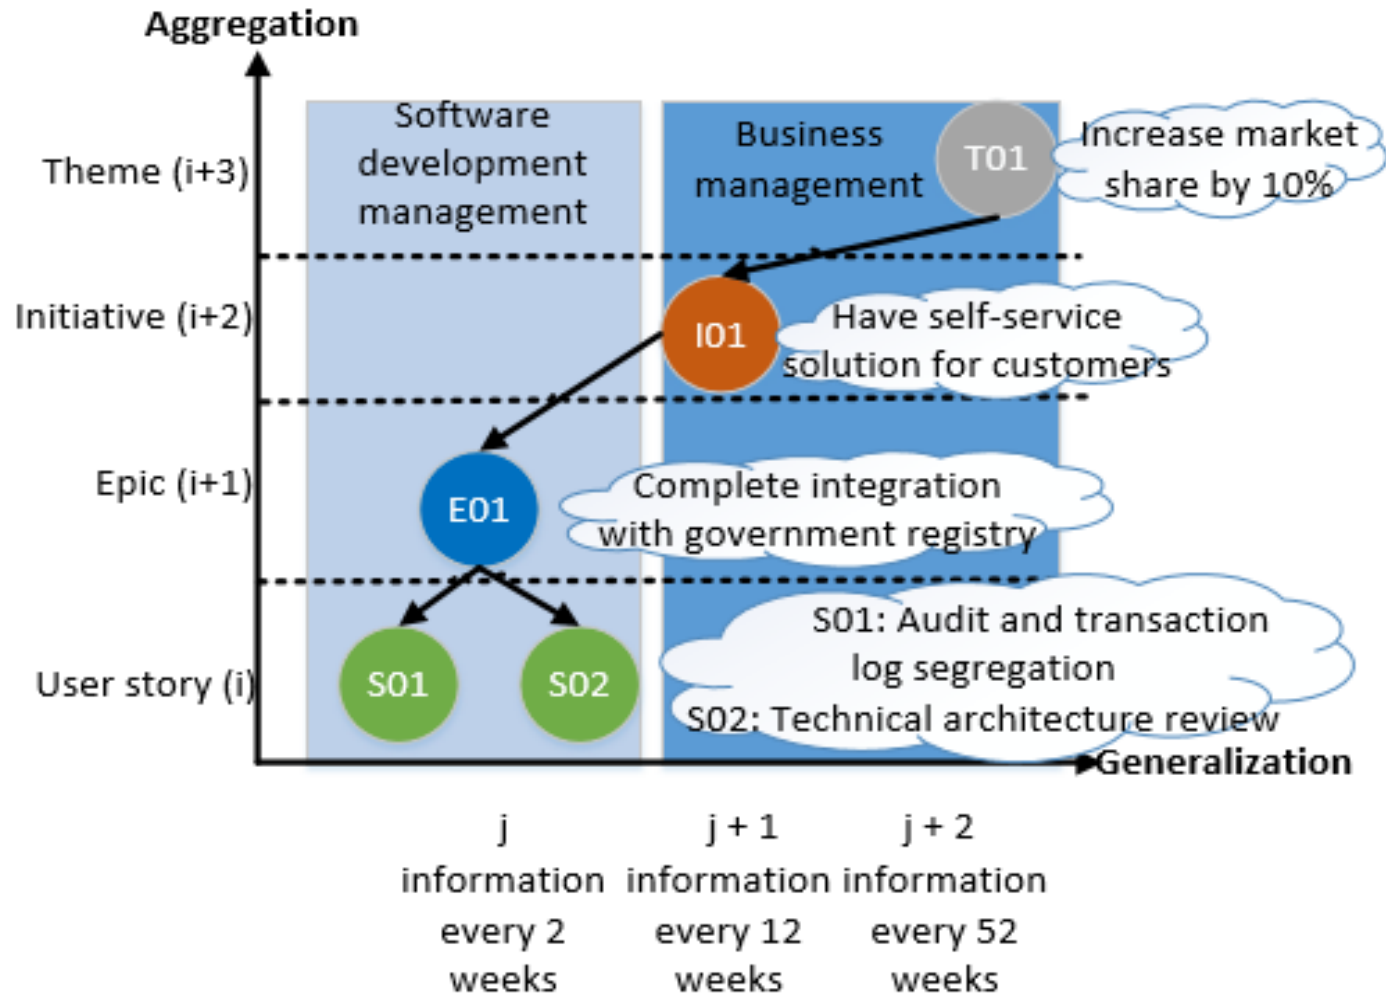 Aggregation
Software
development
management
Business
management
T01
Increase market
share by 10%
Theme (i+3)
Initiative (i+2)
I01
Have self-service
solution for customers
Epic (i+1)
E01
Complete integration
with government registry
User story (i)
S01
S02
S01: Audit and transaction
log segregation
S02: Technical architecture review
Generalization
j
information
every 2
weeks
j + 1
information
every 12
weeks
j + 2
information
every 52
weeks